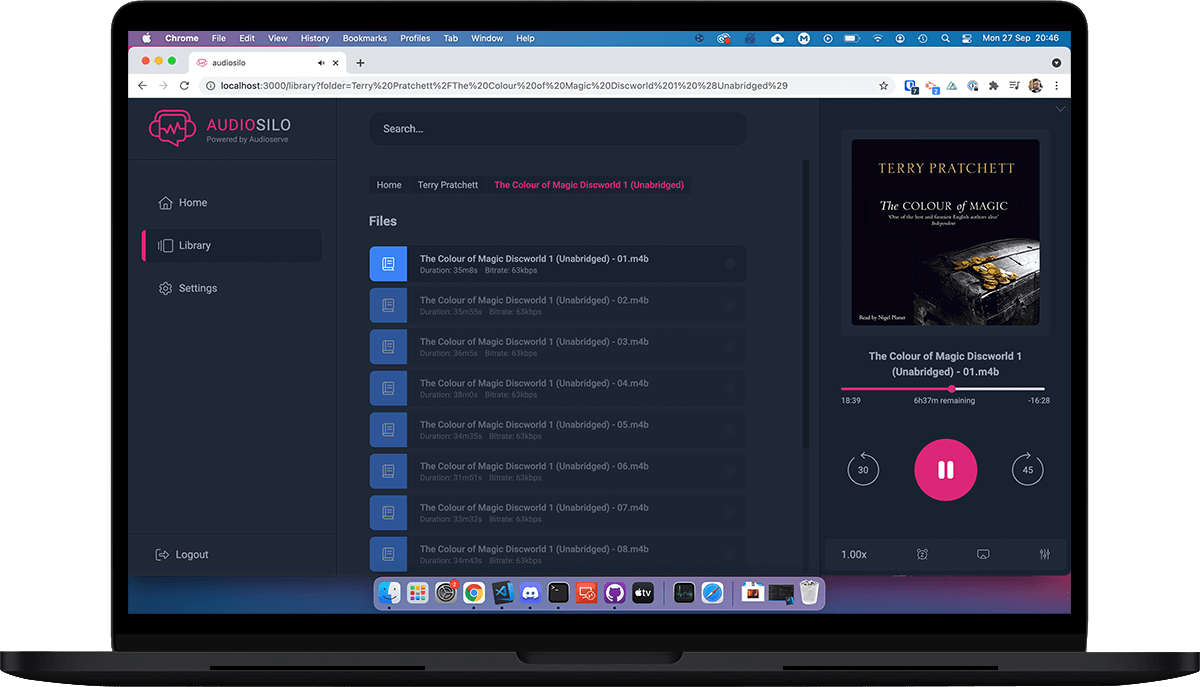 Chrome File Edit View History Bookmarks Profiles Tab Window Help Mon 27 Sep 20:46
audiosilo
localhost:3000/library?folder=Terry%20Pratchett%2FThe%20Colour%20of%20Magic%20Discworld%201%20%28Unabridged%29
7
2
AUDIOSILO
Powered by Audioserve
Home
Library
Settings
Logout
Search...
Home Terry Pratchett The Colour of Magic Discworld 1 (Unabridged)
Files
The Colour of Magic Discworld 1 (Unabridged) - 01.m4b
Duration: 35m8s Bitrate: 63kbps
The Colour of Magic Discworld 1 (Unabridged) - 02.m4b
Duration: 35m55s Bitrate: 63kbps
The Colour of Magic Discworld 1 (Unabridged) - 03.m4b
Duration: 36m5s Bitrate: 63kbps
The Colour of Magic Discworld 1 (Unabridged) - 04.m4b
Duration: 38m0s Bitrate: 63kbps
The Colour of Magic Discworld 1 (Unabridged) - 05.m4b
Duration: 34m35s Bitrate: 63kbps
The Colour of Magic Discworld 1 (Unabridged) - 06.m4b
Duration: 31m51s Bitrate: 63kbps
The Colour of Magic Discworld 1 (Unabridged) - 07.m4b
Duration: 33m32s Bitrate: 63kbps
The Colour of Magic Discworld 1 (Unabridged) - 08.m4b
Duration: 34m43s Bitrate: 63kbps
TERRY PRATCHETT
The COLOUR of MAGIC
'One of the best and funniest English authors alive'
Independent
Read by Nigel Planer
The Colour of Magic Discworld 1
(Unabridged) - 01.m4b
18:39 6h37m remaining -16:28
30 45
1.00x
2
tv